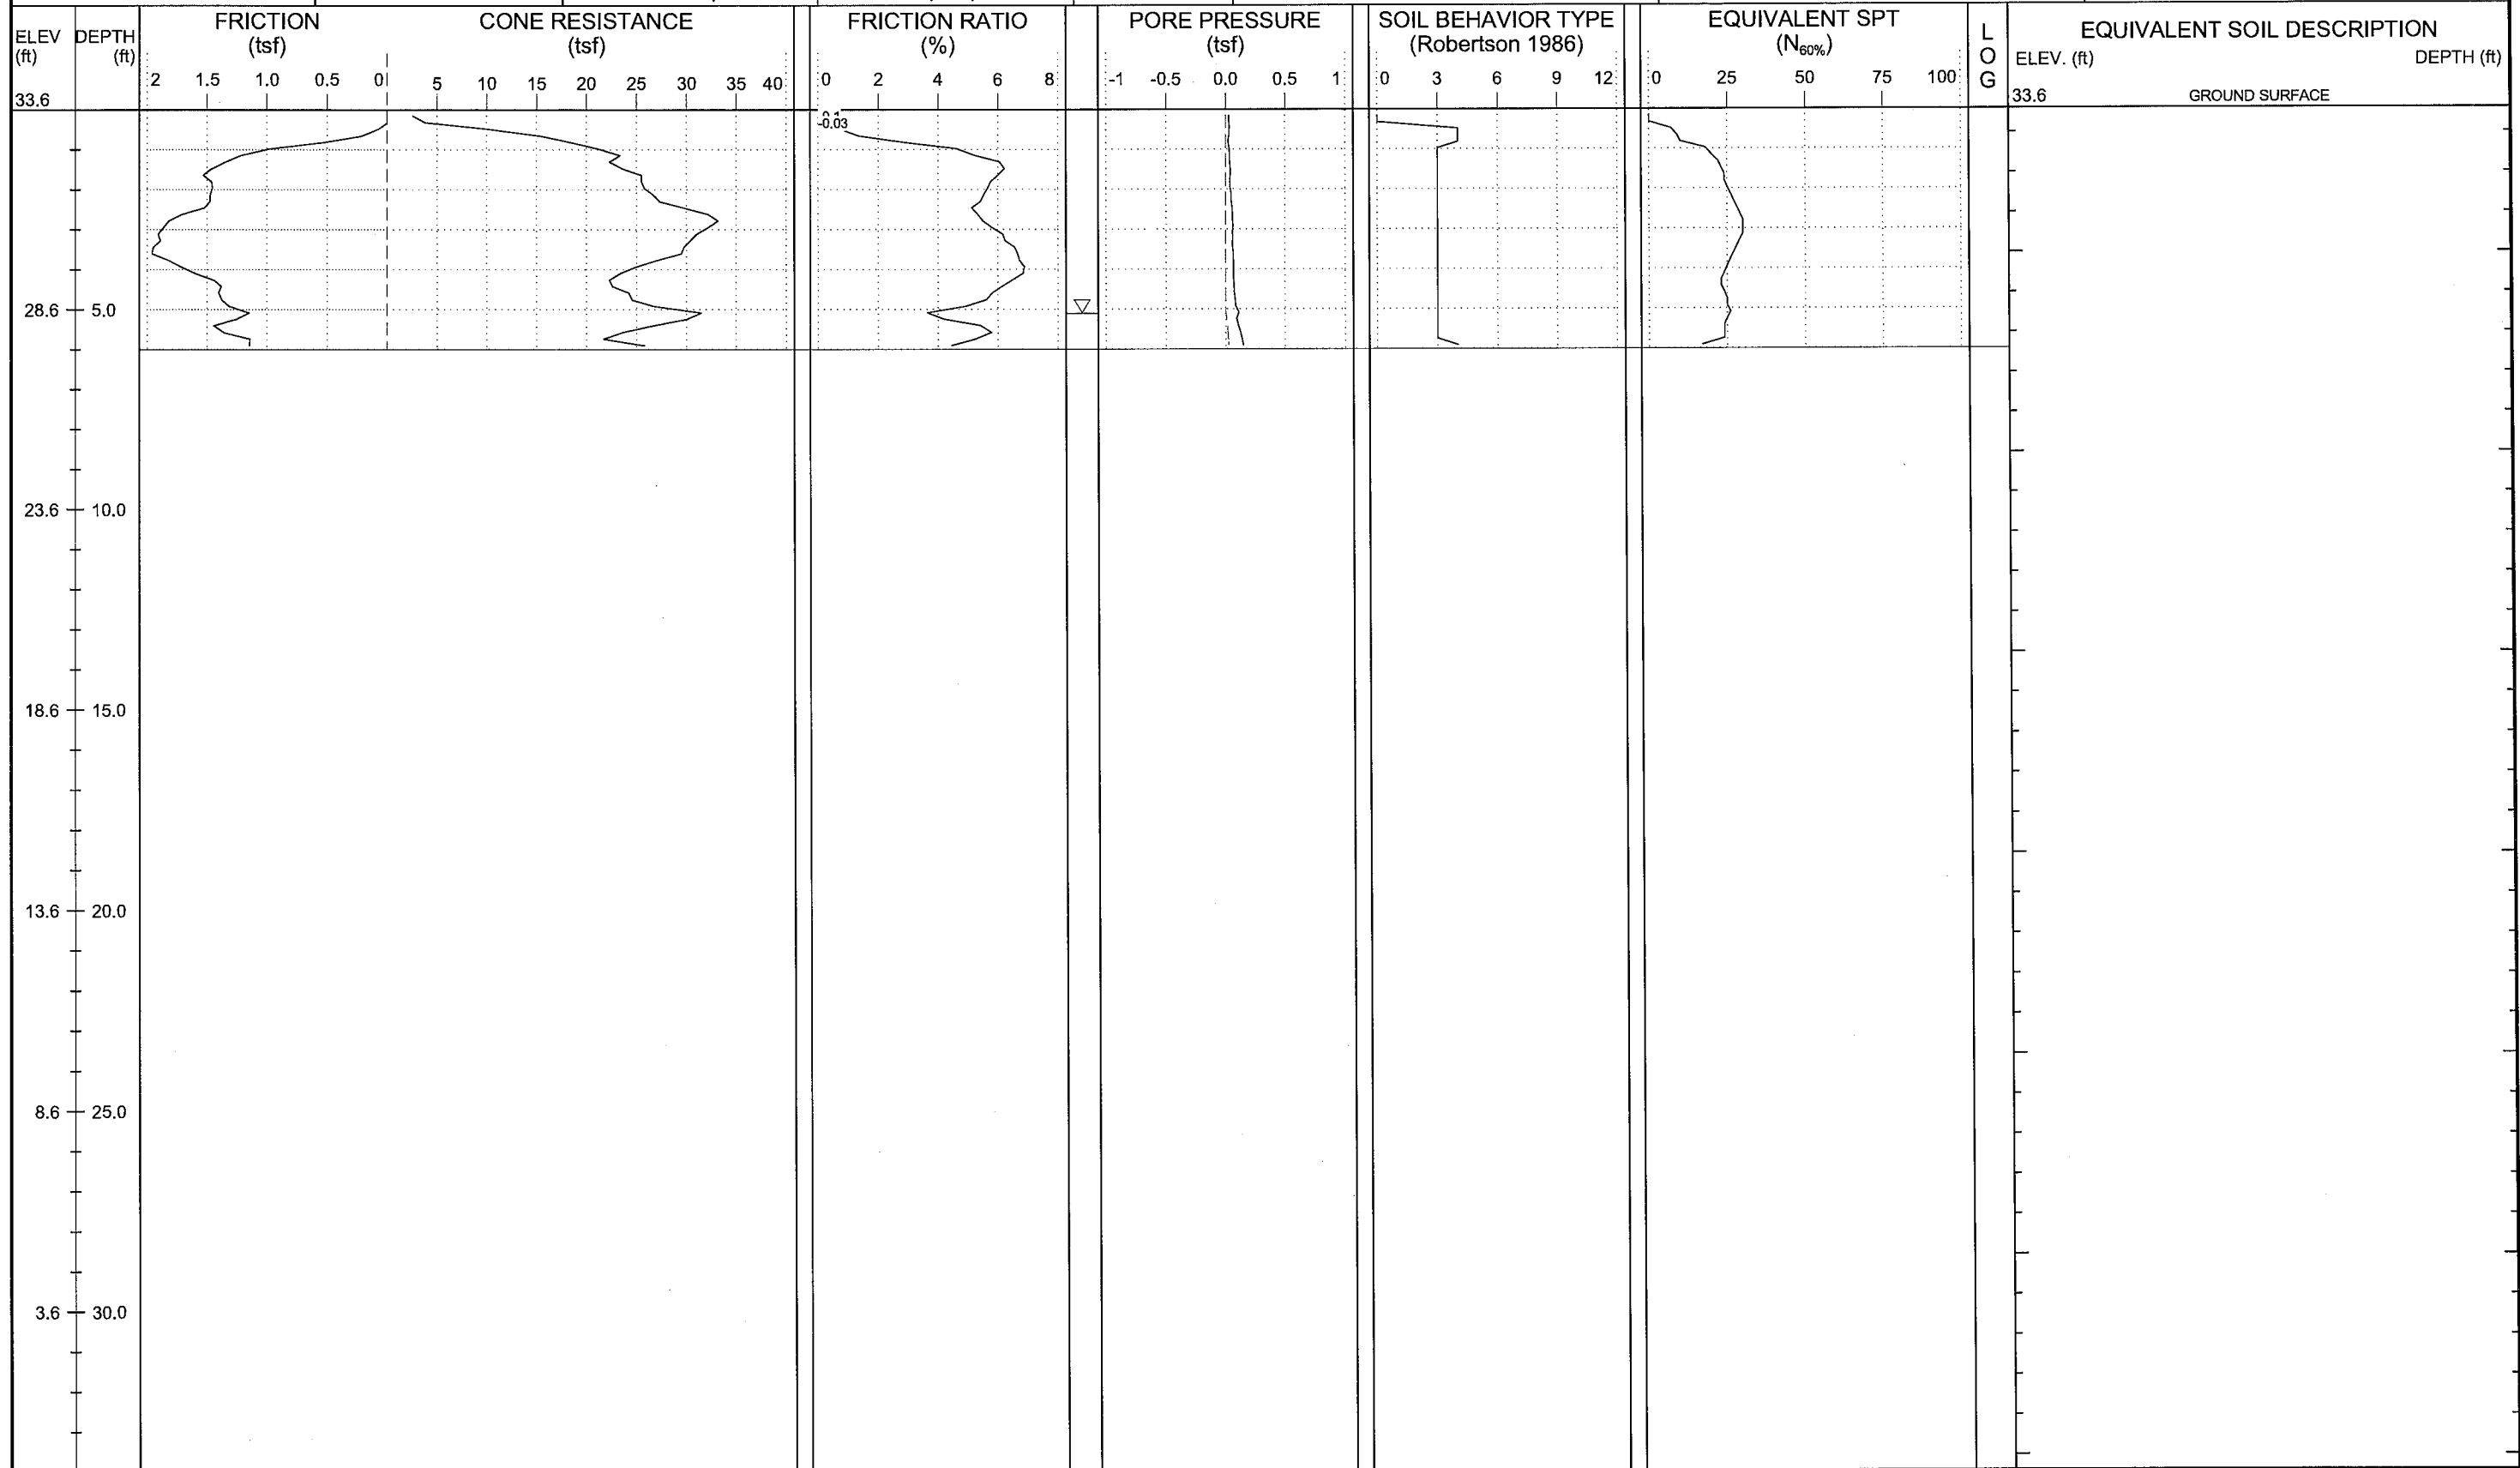 ELEV
(ft)
DEPTH
(ft)
33.6
FRICTION
(tsf)
2 1.5 1.0 0.5 0
CONE RESISTANCE
(tsf)
5 10 15 20 25 30 35 40
FRICTION RATIO
(%)
0 2 4 6 8
-0.03
PORE PRESSURE
(tsf)
-1 -0.5 0.0 0.5 1
SOIL BEHAVIOR TYPE
(Robertson 1986)
0 3 6 9 12
EQUIVALENT SPT
(N60%)
0 25 50 75 100
L
O
G
EQUIVALENT SOIL DESCRIPTION
ELEV. (ft) DEPTH (ft)
33.6 GROUND SURFACE
28.6 5.0
23.6 10.0
18.6 15.0
13.6 20.0
8.6 25.0
3.6 30.0